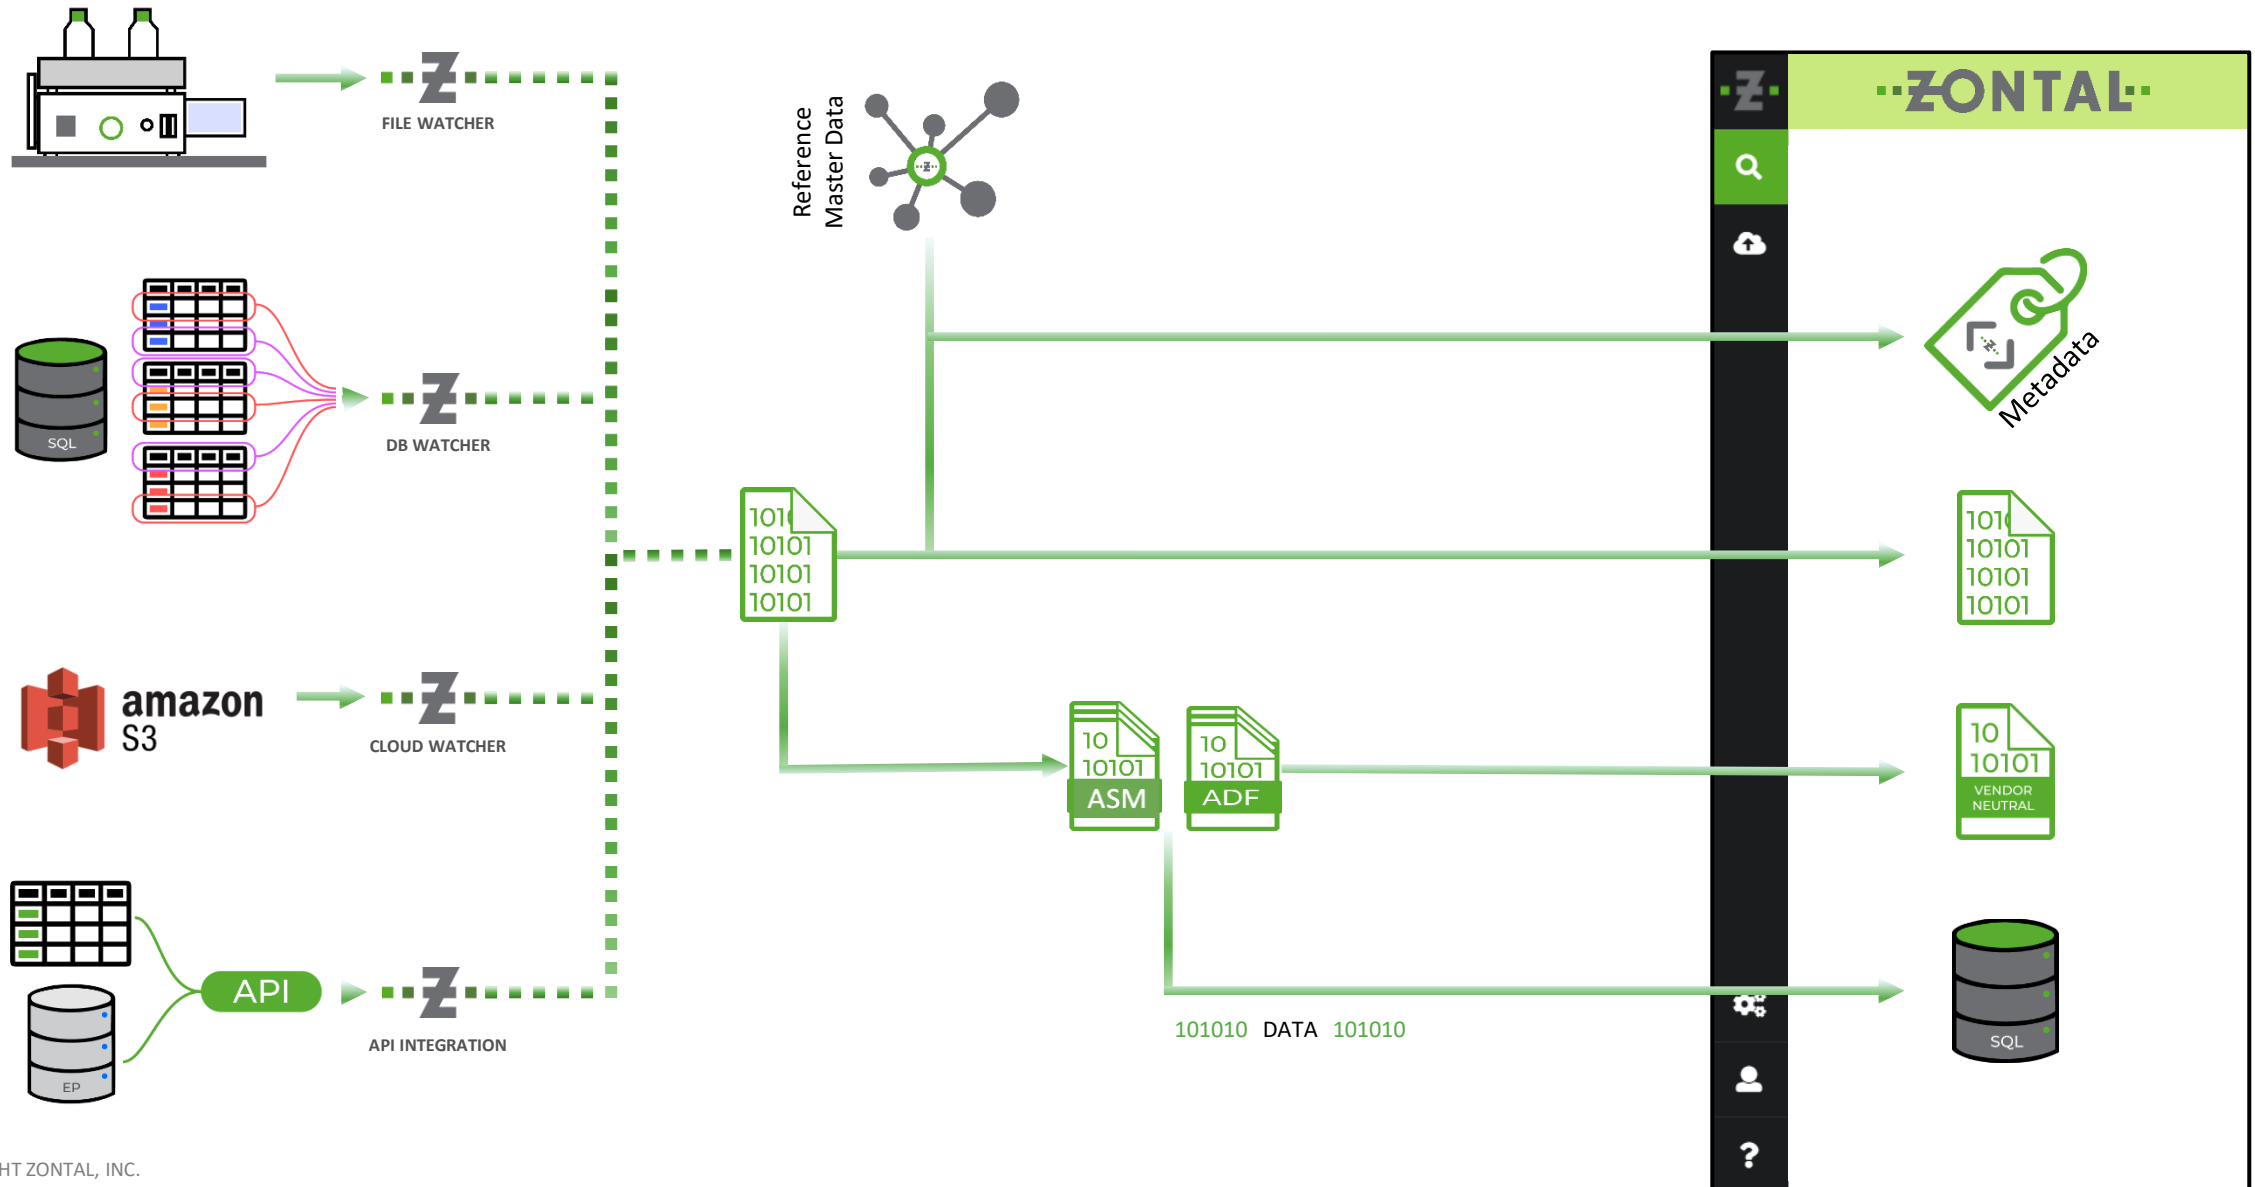 FILE WATCHER
Reference
Master Data
ZONTAL
Metadata
SQL
DB WATCHER
101
10101
10101
10101
101
10101
10101
10101
amazon
S3
CLOUD WATCHER
10
10101
ASM
10
10101
ADF
10
10101
VENDOR
NEUTRAL
API
EP
API INTEGRATION
101010 DATA 101010
SQL
HT ZONTAL, INC.